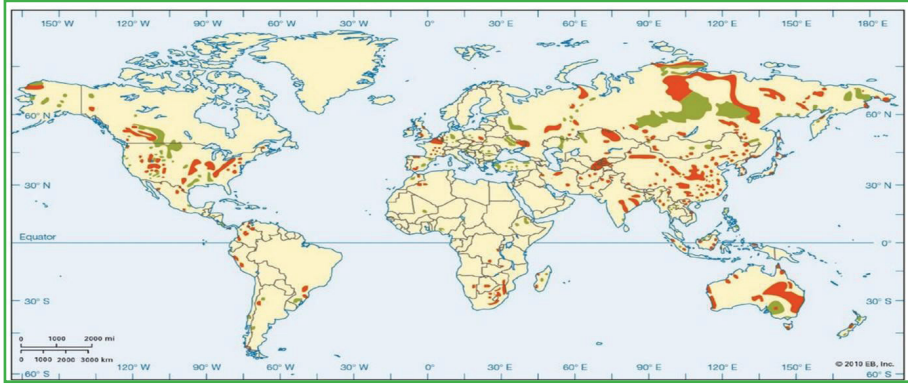 150° W 120° W 90° W 60° W 30° W 0° 30° E 60° E 90° E 120° E 150° E 180° E
60° N 60° N
30° N 30° N
Equator 0°
30° S 30° S
0 1000 2000 mi
0 1000 2000 3000 km
© 2010 EB, Inc.
60° S 90° W 60° W 30° W 0° 30° E 60° E 90° E 120° E 150° E 60° S